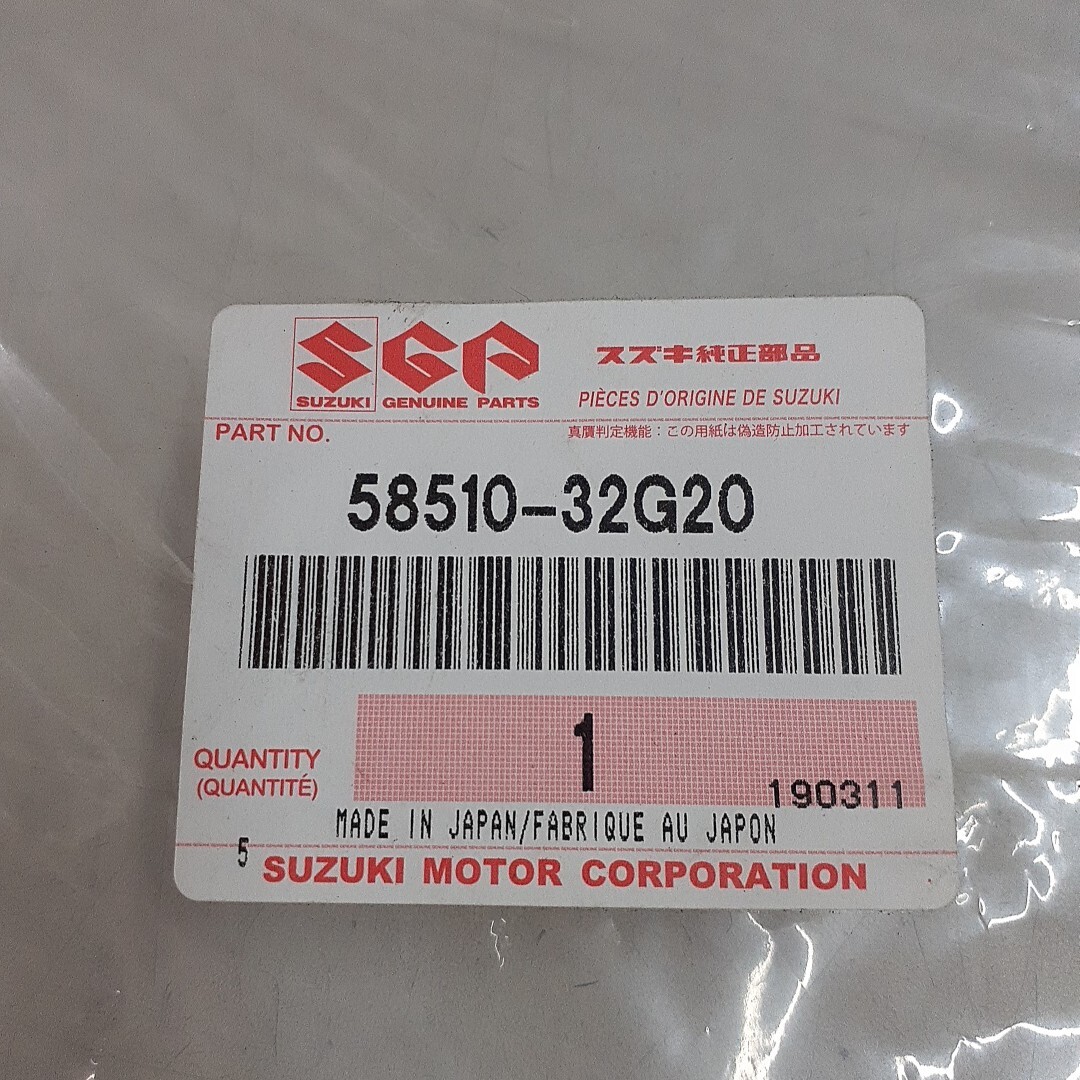 SGP
SUZUKI GENUINE PARTS
スズキ純正部品
PIÈCES D'ORIGINE DE SUZUKI
PART NO.
真贋判定機能：この用紙は偽造防止加工されています
58510-32G20
QUANTITY
(QUANTITÉ)
1
190311
MADE IN JAPAN/FABRIQUE AU JAPON
5
SUZUKI MOTOR CORPORATION